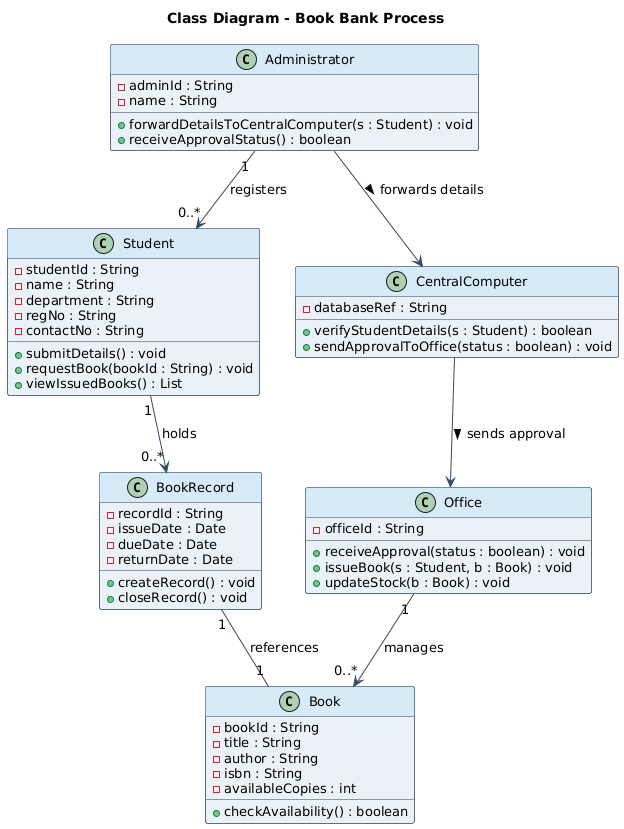 Class Diagram - Book Bank Process
C Administrator
adminId : String
name : String
forwardDetailsToCentralComputer(s : Student) : void
receiveApprovalStatus() : boolean
1
registers
0..*
forwards details
C Student
studentId : String
name : String
department : String
regNo : String
contactNo : String
submitDetails() : void
requestBook(bookId : String) : void
viewIssuedBooks() : List
C CentralComputer
databaseRef : String
verifyStudentDetails(s : Student) : boolean
sendApprovalToOffice(status : boolean) : void
1
holds
0..*
sends approval
C BookRecord
recordId : String
issueDate : Date
dueDate : Date
returnDate : Date
createRecord() : void
closeRecord() : void
C Office
officeId : String
receiveApproval(status : boolean) : void
issueBook(s : Student, b : Book) : void
updateStock(b : Book) : void
1
references
1
1
manages
0..*
C Book
bookId : String
title : String
author : String
isbn : String
availableCopies : int
checkAvailability() : boolean